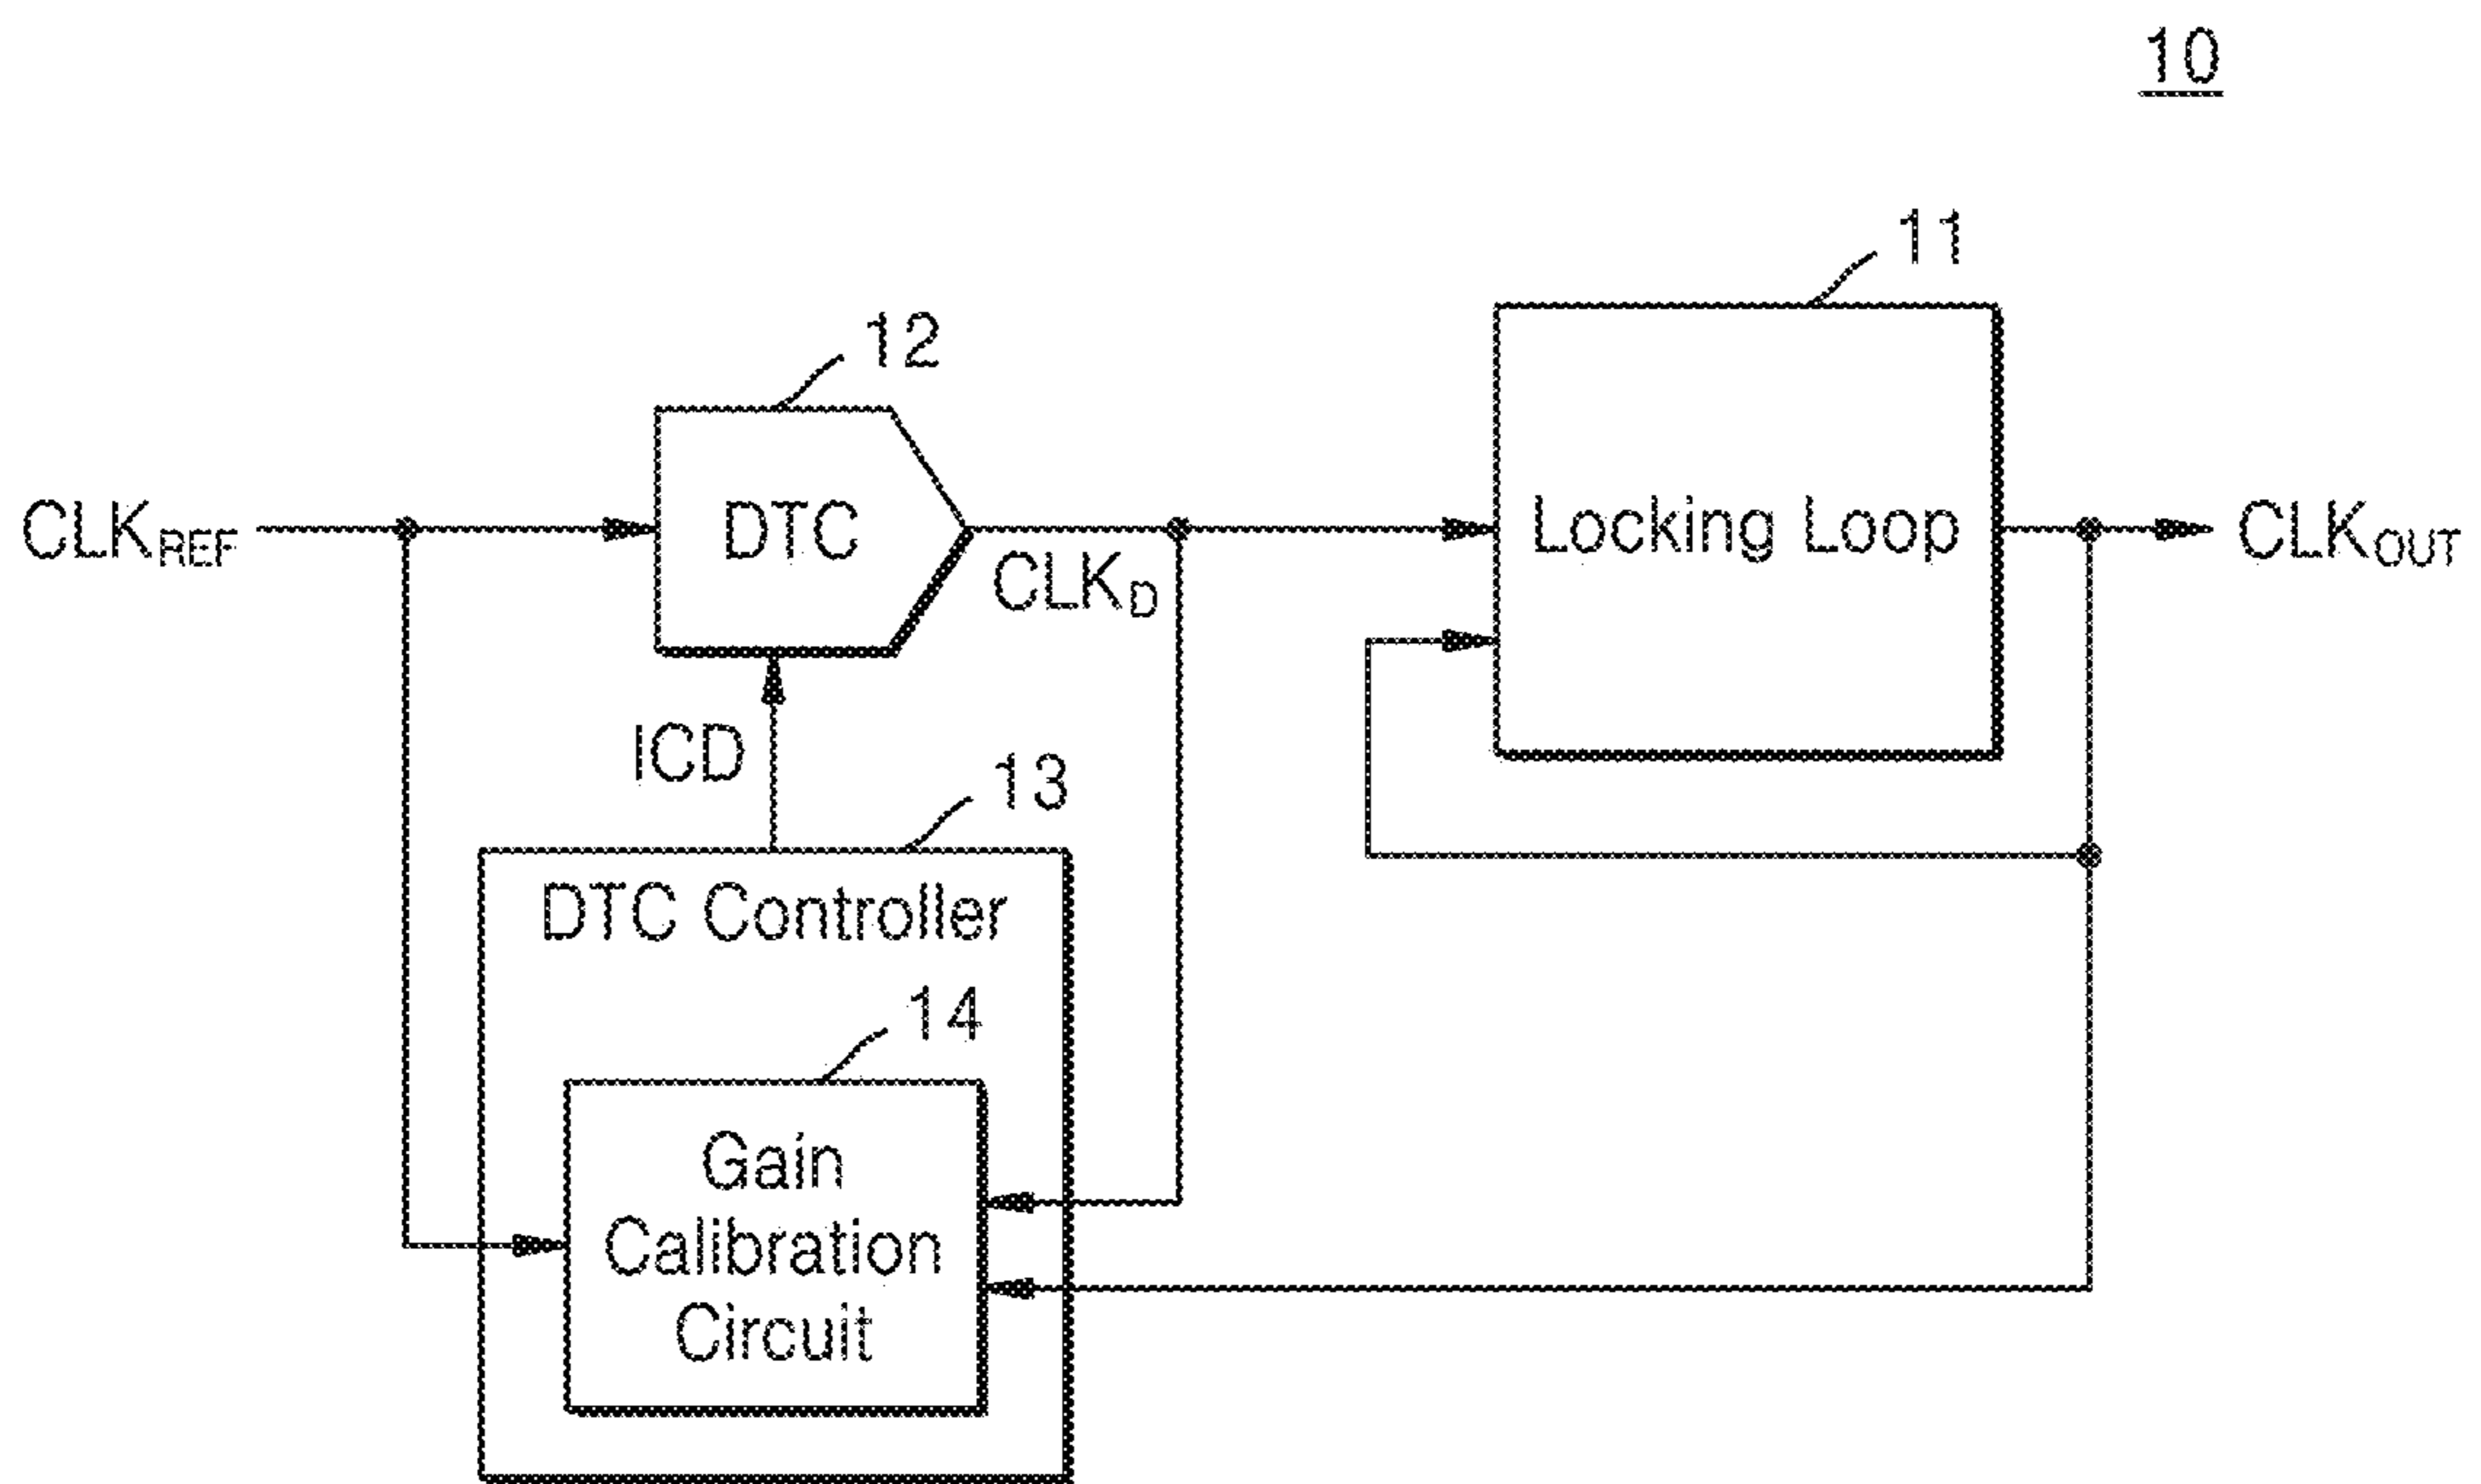 10
11
12
CLKREF
DTC
CLKD
Locking Loop
CLKOUT
ICD
13
DTC Controller
14
Gain
Calibration
Circuit